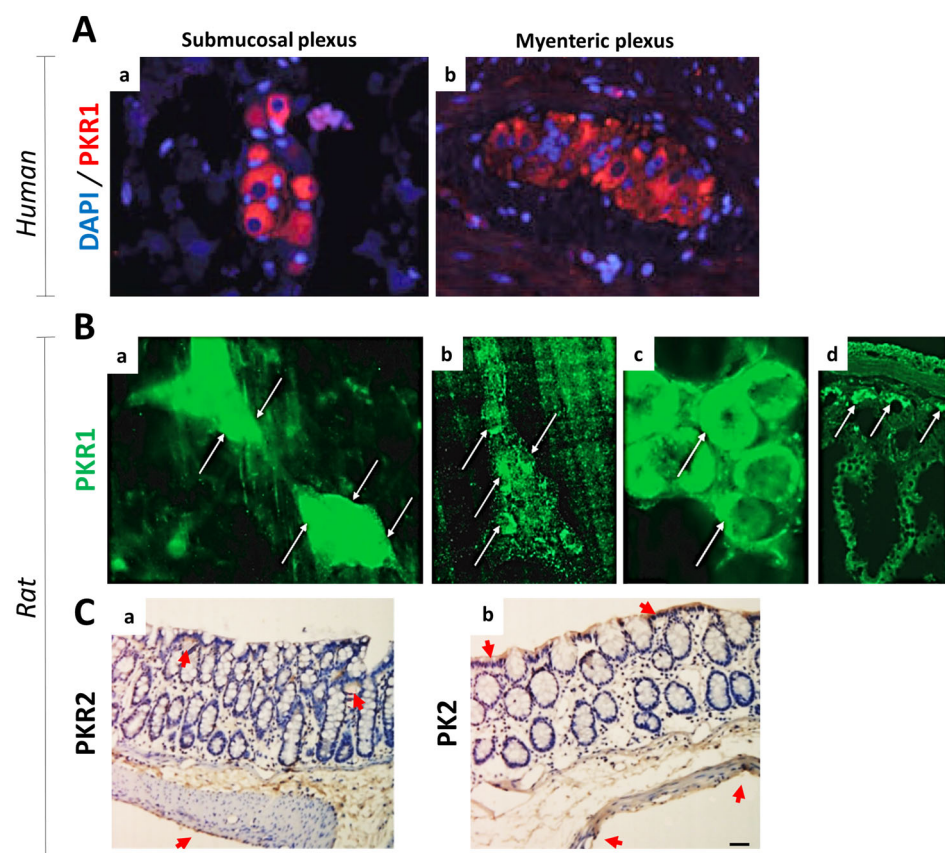 A
Submucosal plexus
Myenteric plexus
a
b
Human
DAPI / PKR1
B
a
b
c
d
PKR1
Rat
C
a
b
PKR2
PK2